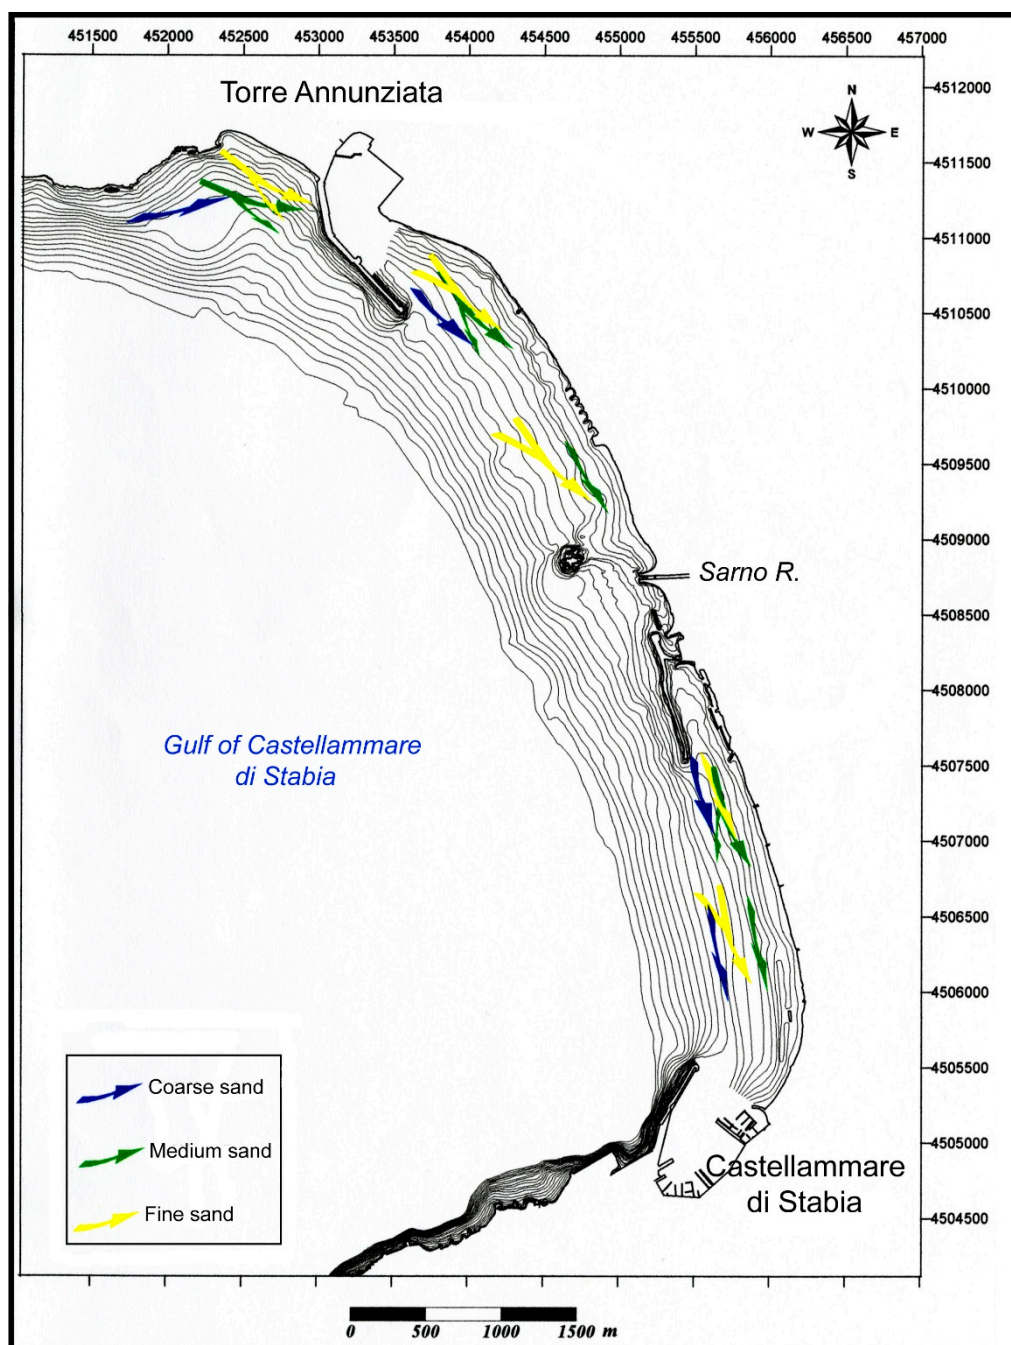 451500 452000 452500 453000 453500 454000 454500 455000 455500 456000 456500 457000
Torre Annunziata
4512000
N
W E
S
4511500
4511000
4510500
4510000
4509500
4509000
Sarno R.
4508500
4508000
Gulf of Castellammare
di Stabia
4507500
4507000
4506500
4506000
4505500
Coarse sand
4505000
Medium sand
Castellammare
di Stabia
Fine sand
4504500
0 500 1000 1500 m